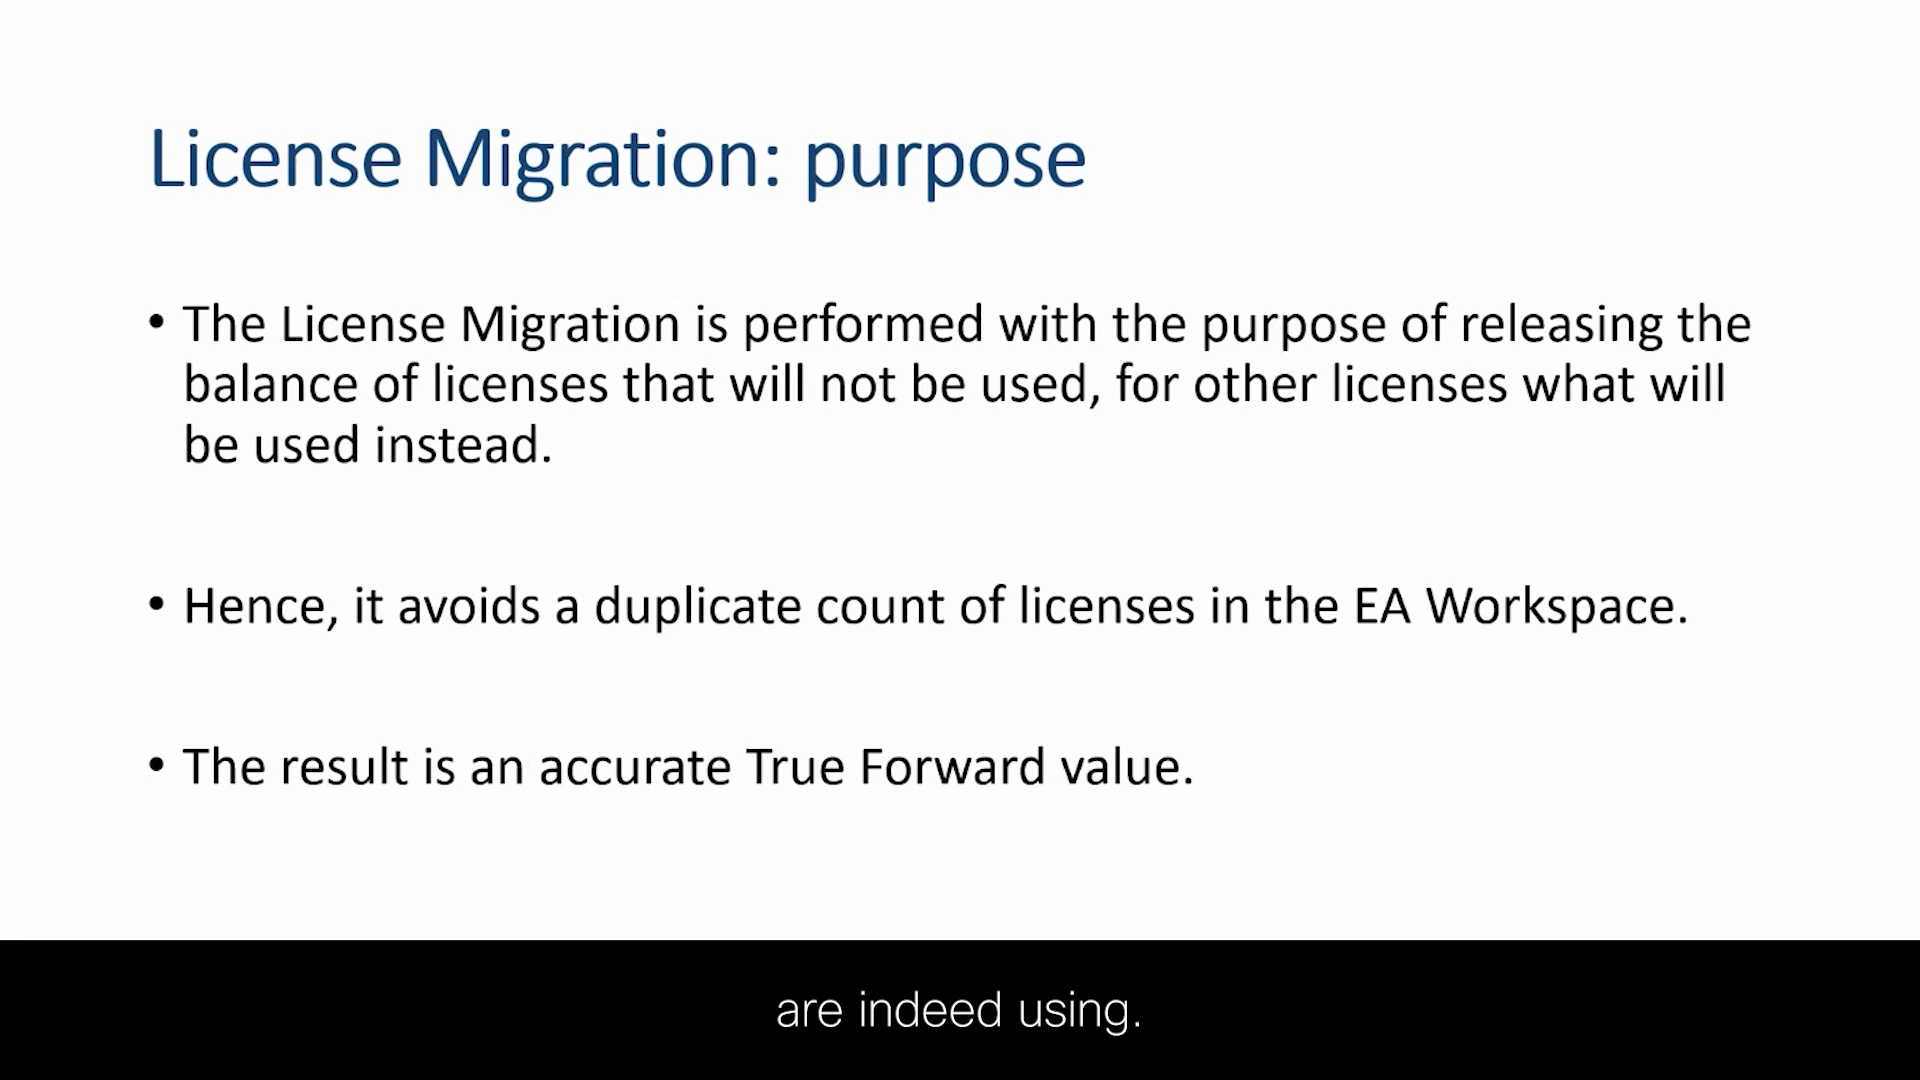 License Migration: purpose
• The License Migration is performed with the purpose of releasing the
balance of licenses that will not be used, for other licenses what will
be used instead.
• Hence, it avoids a duplicate count of licenses in the EA Workspace.
• The result is an accurate True Forward value.
are indeed using.